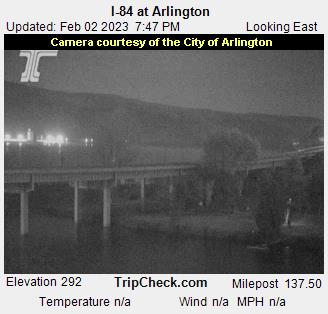 I-84 at Arlington
Updated: Feb 02 2023 7:47 PM Looking East
Camera courtesy of the City of Arlington
Elevation 292 TripCheck.com Milepost 137.50
Temperature n/a Wind n/a MPH n/a